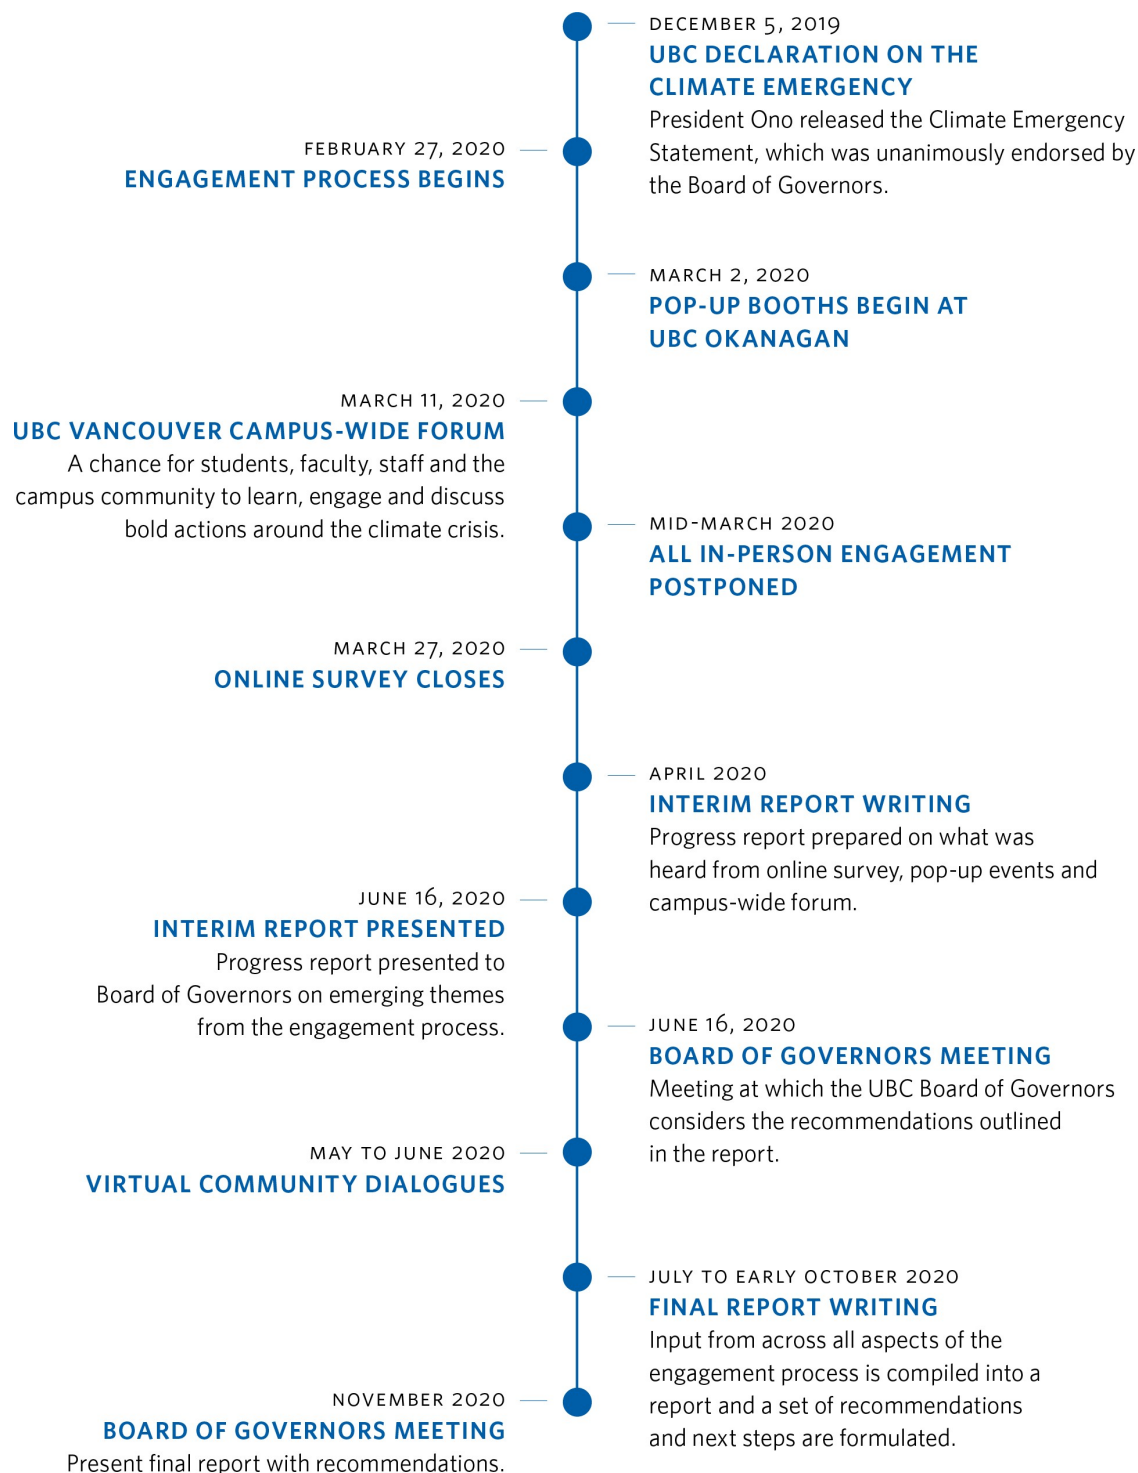 DECEMBER 5, 2019
UBC DECLARATION ON THE
CLIMATE EMERGENCY
President Ono released the Climate Emergency
Statement, which was unanimously endorsed by
the Board of Governors.
FEBRUARY 27, 2020
ENGAGEMENT PROCESS BEGINS
MARCH 2, 2020
POP-UP BOOTHS BEGIN AT
UBC OKANAGAN
MARCH 11, 2020
UBC VANCOUVER CAMPUS-WIDE FORUM
A chance for students, faculty, staff and the
campus community to learn, engage and discuss
bold actions around the climate crisis.
MID-MARCH 2020
ALL IN-PERSON ENGAGEMENT
POSTPONED
MARCH 27, 2020
ONLINE SURVEY CLOSES
APRIL 2020
INTERIM REPORT WRITING
Progress report prepared on what was
heard from online survey, pop-up events and
campus-wide forum.
JUNE 16, 2020
INTERIM REPORT PRESENTED
Progress report presented to
Board of Governors on emerging themes
from the engagement process.
JUNE 16, 2020
BOARD OF GOVERNORS MEETING
Meeting at which the UBC Board of Governors
considers the recommendations outlined
in the report.
MAY TO JUNE 2020
VIRTUAL COMMUNITY DIALOGUES
JULY TO EARLY OCTOBER 2020
FINAL REPORT WRITING
Input from across all aspects of the
engagement process is compiled into a
report and a set of recommendations
and next steps are formulated.
NOVEMBER 2020
BOARD OF GOVERNORS MEETING
Present final report with recommendations.